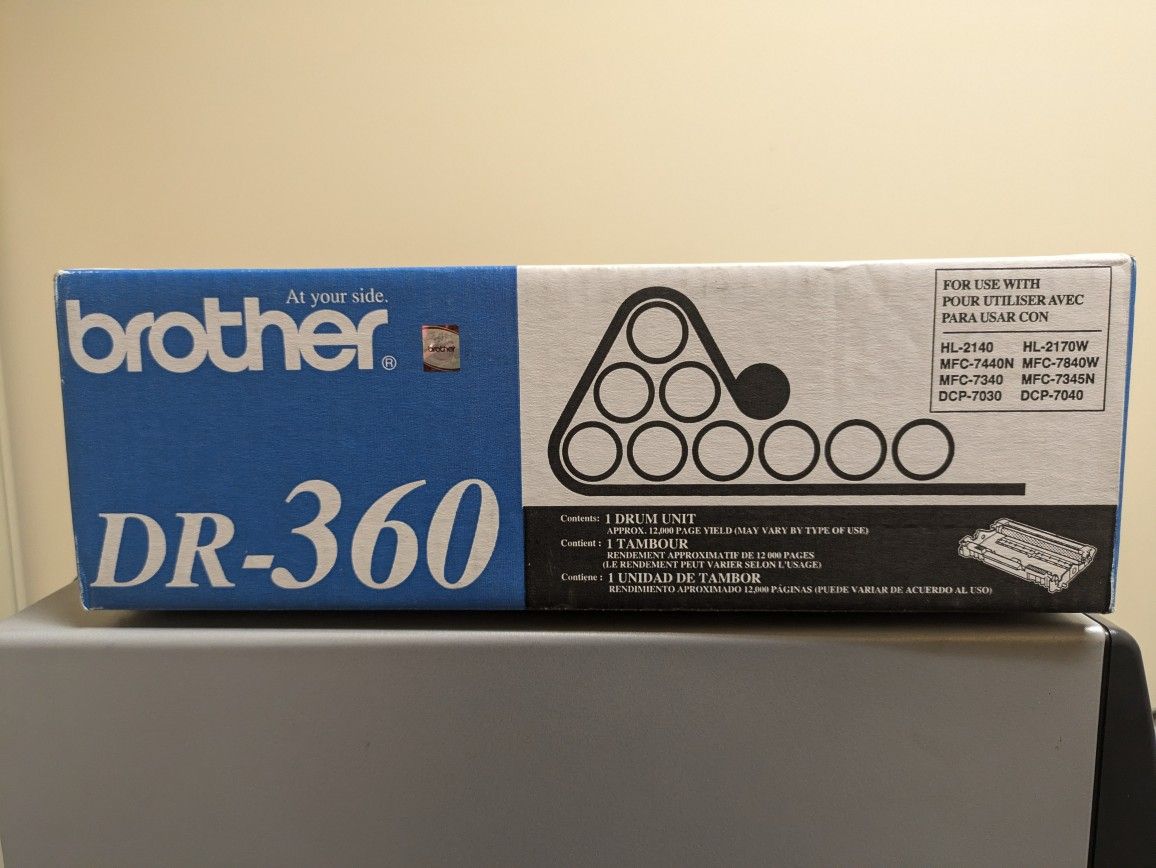 At your side.
brother®
brother
DR-360
FOR USE WITH
POUR UTILISER AVEC
PARA USAR CON
HL-2140 HL-2170W
MFC-7440N MFC-7840W
MFC-7340 MFC-7345N
DCP-7030 DCP-7040
Contents: 1 DRUM UNIT
APPROX. 12,000 PAGE YIELD (MAY VARY BY TYPE OF USE)
Contient : 1 TAMBOUR
RENDEMENT APPROXIMATIF DE 12 000 PAGES
(LE RENDEMENT PEUT VARIER SELON L'USAGE)
Contiene : 1 UNIDAD DE TAMBOR
RENDIMIENTO APROXIMADO 12,000 PÁGINAS (PUEDE VARIAR DE ACUERDO AL USO)